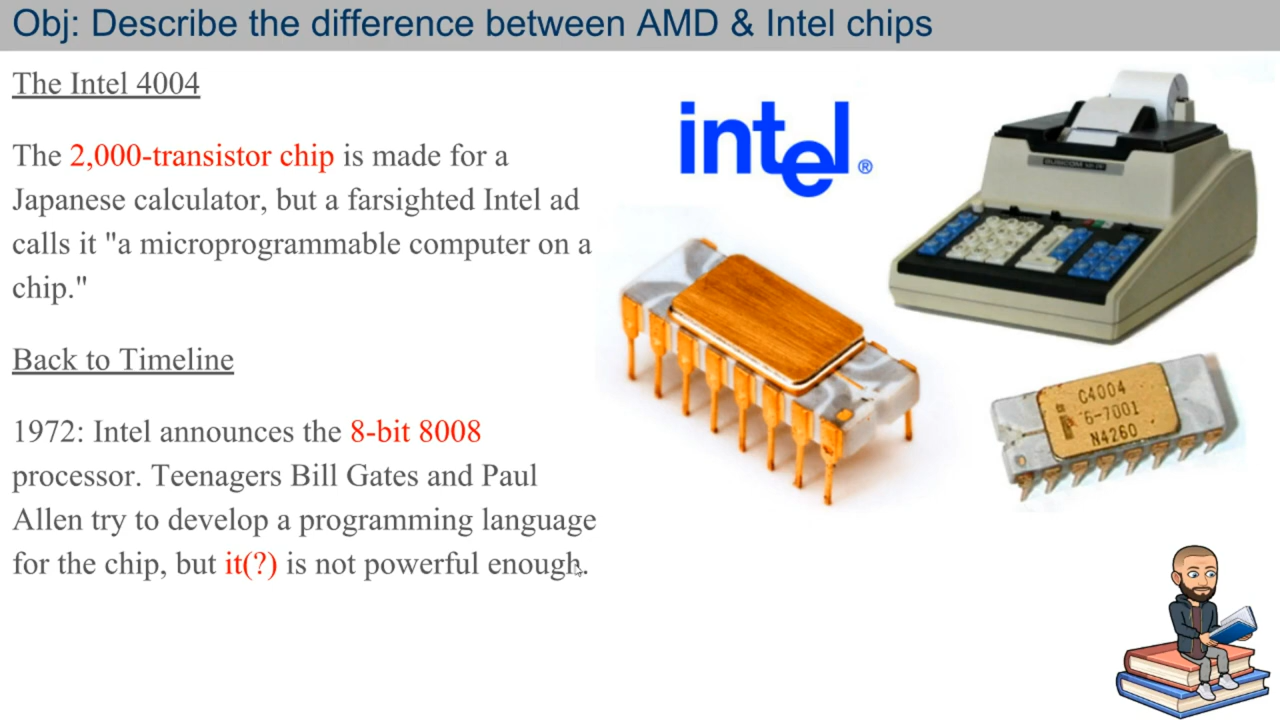 Obj: Describe the difference between AMD & Intel chips
The Intel 4004
The 2,000-transistor chip is made for a
Japanese calculator, but a farsighted Intel ad
calls it "a microprogrammable computer on a
chip."
Back to Timeline
1972: Intel announces the 8-bit 8008
processor. Teenagers Bill Gates and Paul
Allen try to develop a programming language
for the chip, but it(?) is not powerful enough.
intel®
C4004
6-7001
N4260